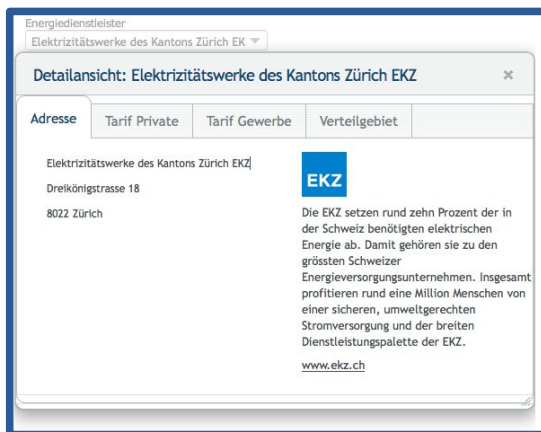 Energiedienstleister
Elektrizitätswerke des Kantons Zürich EK
Detailansicht: Elektrizitätswerke des Kantons Zürich EKZ
Adresse Tarif Private Tarif Gewerbe Verteilgebiet
Elektrizitätswerke des Kantons Zürich EKZ
Dreikönigstrasse 18
8022 Zürich
EKZ
Die EKZ setzen rund zehn Prozent der in
der Schweiz benötigten elektrischen
Energie ab. Damit gehören sie zu den
grössten Schweizer
Energieversorgungsunternehmen. Insgesamt
profitieren rund eine Million Menschen von
einer sicheren, umweltgerechten
Stromversorgung und der breiten
Dienstleistungspalette der EKZ.
www.ekz.ch